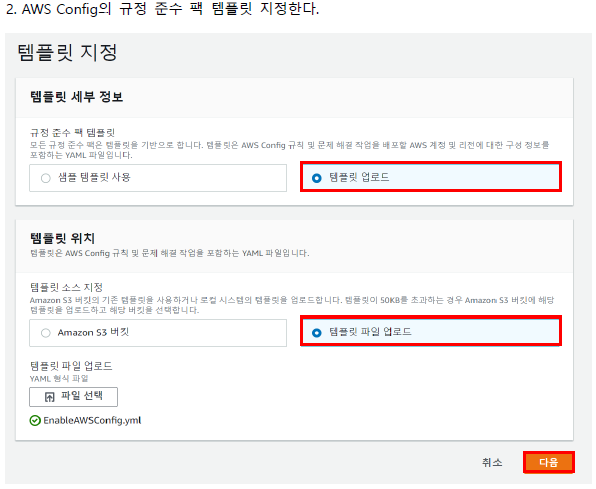 2. AWS Config의 규정 준수 팩 템플릿 지정한다.
템플릿 지정
템플릿 세부 정보
규정 준수 팩 템플릿
모든 규정 준수 팩은 템플릿을 기반으로 합니다. 템플릿은 AWS Config 규칙 및 문제 해결 작업을 배포할 AWS 계정 및 리전에 대한 구성 정보를
포함하는 YAML 파일입니다.
샘플 템플릿 사용
템플릿 업로드
템플릿 위치
템플릿은 AWS Config 규칙 및 문제 해결 작업을 포함하는 YAML 파일입니다.
템플릿 소스 지정
Amazon S3 버킷의 기존 템플릿을 사용하거나 로컬 시스템의 템플릿을 업로드합니다. 템플릿이 50KB를 초과하는 경우 Amazon S3 버킷에 해당
템플릿을 업로드하고 해당 버킷을 선택합니다.
Amazon S3 버킷
템플릿 파일 업로드
템플릿 파일 업로드
YAML 형식 파일
파일 선택
EnableAWSConfig.yml
취소
다음